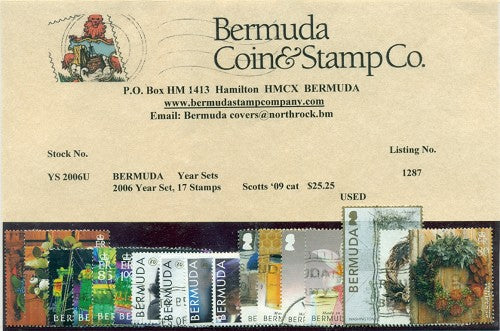 Bermuda
Coin&Stamp Co.
P.O. Box HM 1413 Hamilton HMCX BERMUDA
www.bermudastampcompany.com
Email: Bermuda covers@northrock.bm
Stock No.
Listing No.
YS 2006U BERMUDA Year Sets 1287
2006 Year Set, 17 Stamps Scotts ‘09 cat $25.25
USED
BERMUDA
BERMUDA
BERMUDA
BERMUDA
BERMUDA
BERMUDA